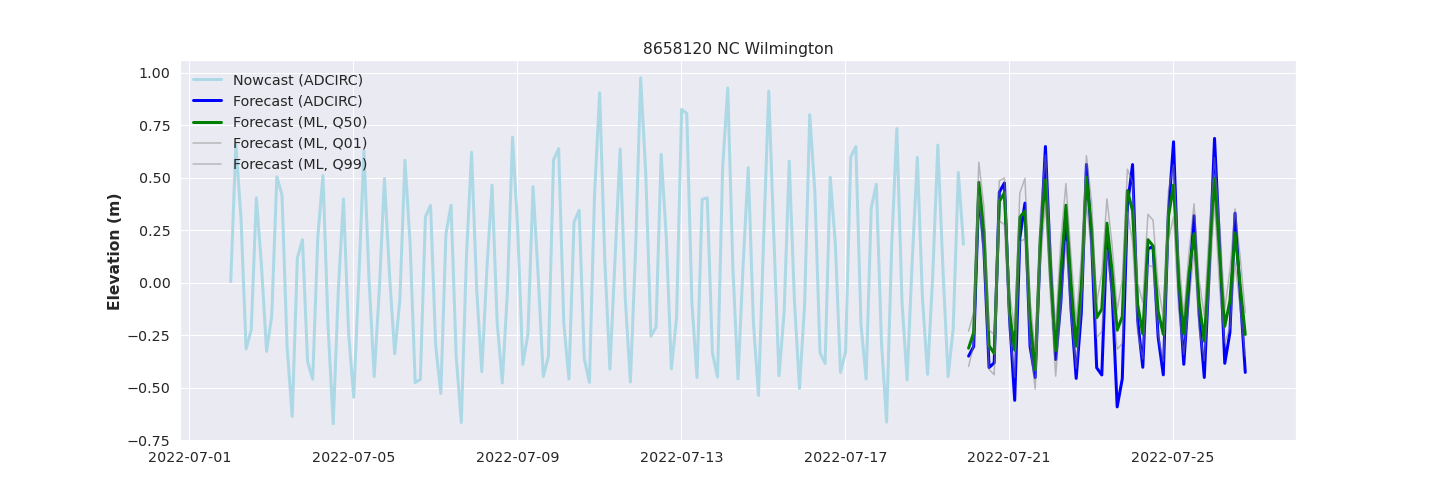 8658120 NC Wilmington
Nowcast (ADCIRC)
Forecast (ADCIRC)
Forecast (ML, Q50)
Forecast (ML, Q01)
Forecast (ML, Q99)
Elevation (m)
1.00
0.75
0.50
0.25
0.00
−0.25
−0.50
−0.75
2022-07-01 2022-07-05 2022-07-09 2022-07-13 2022-07-17 2022-07-21 2022-07-25